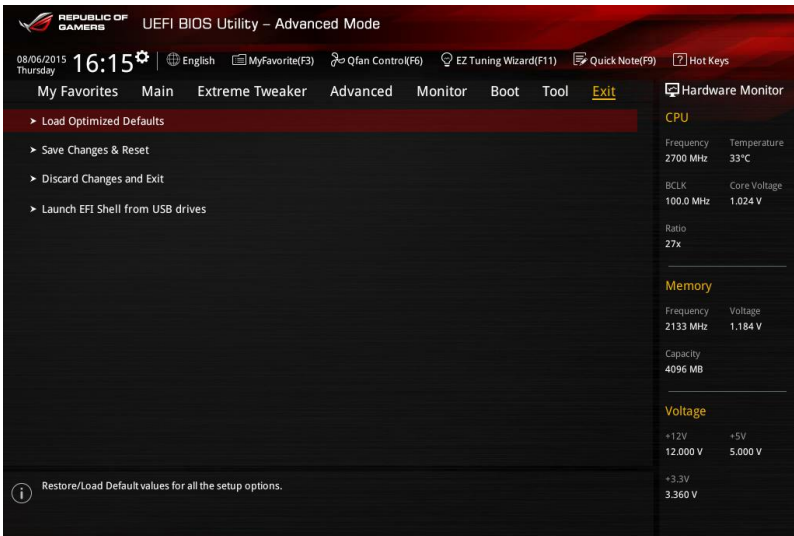 REPUBLIC OF
GAMERS
UEFI BIOS Utility – Advanced Mode
08/06/2015
Thursday
16:15
English
MyFavorite(F3)
Qfan Control(F6)
EZ Tuning Wizard(F11)
Quick Note(F9)
? Hot Keys
My Favorites Main Extreme Tweaker Advanced Monitor Boot Tool Exit
Load Optimized Defaults
Save Changes & Reset
Discard Changes and Exit
Launch EFI Shell from USB drives
i Restore/Load Default values for all the setup options.
Hardware Monitor
CPU
Frequency Temperature
2700 MHz 33°C
BCLK Core Voltage
100.0 MHz 1.024 V
Ratio
27x
Memory
Frequency Voltage
2133 MHz 1.184 V
Capacity
4096 MB
Voltage
+12V +5V
12.000 V 5.000 V
+3.3V
3.360 V